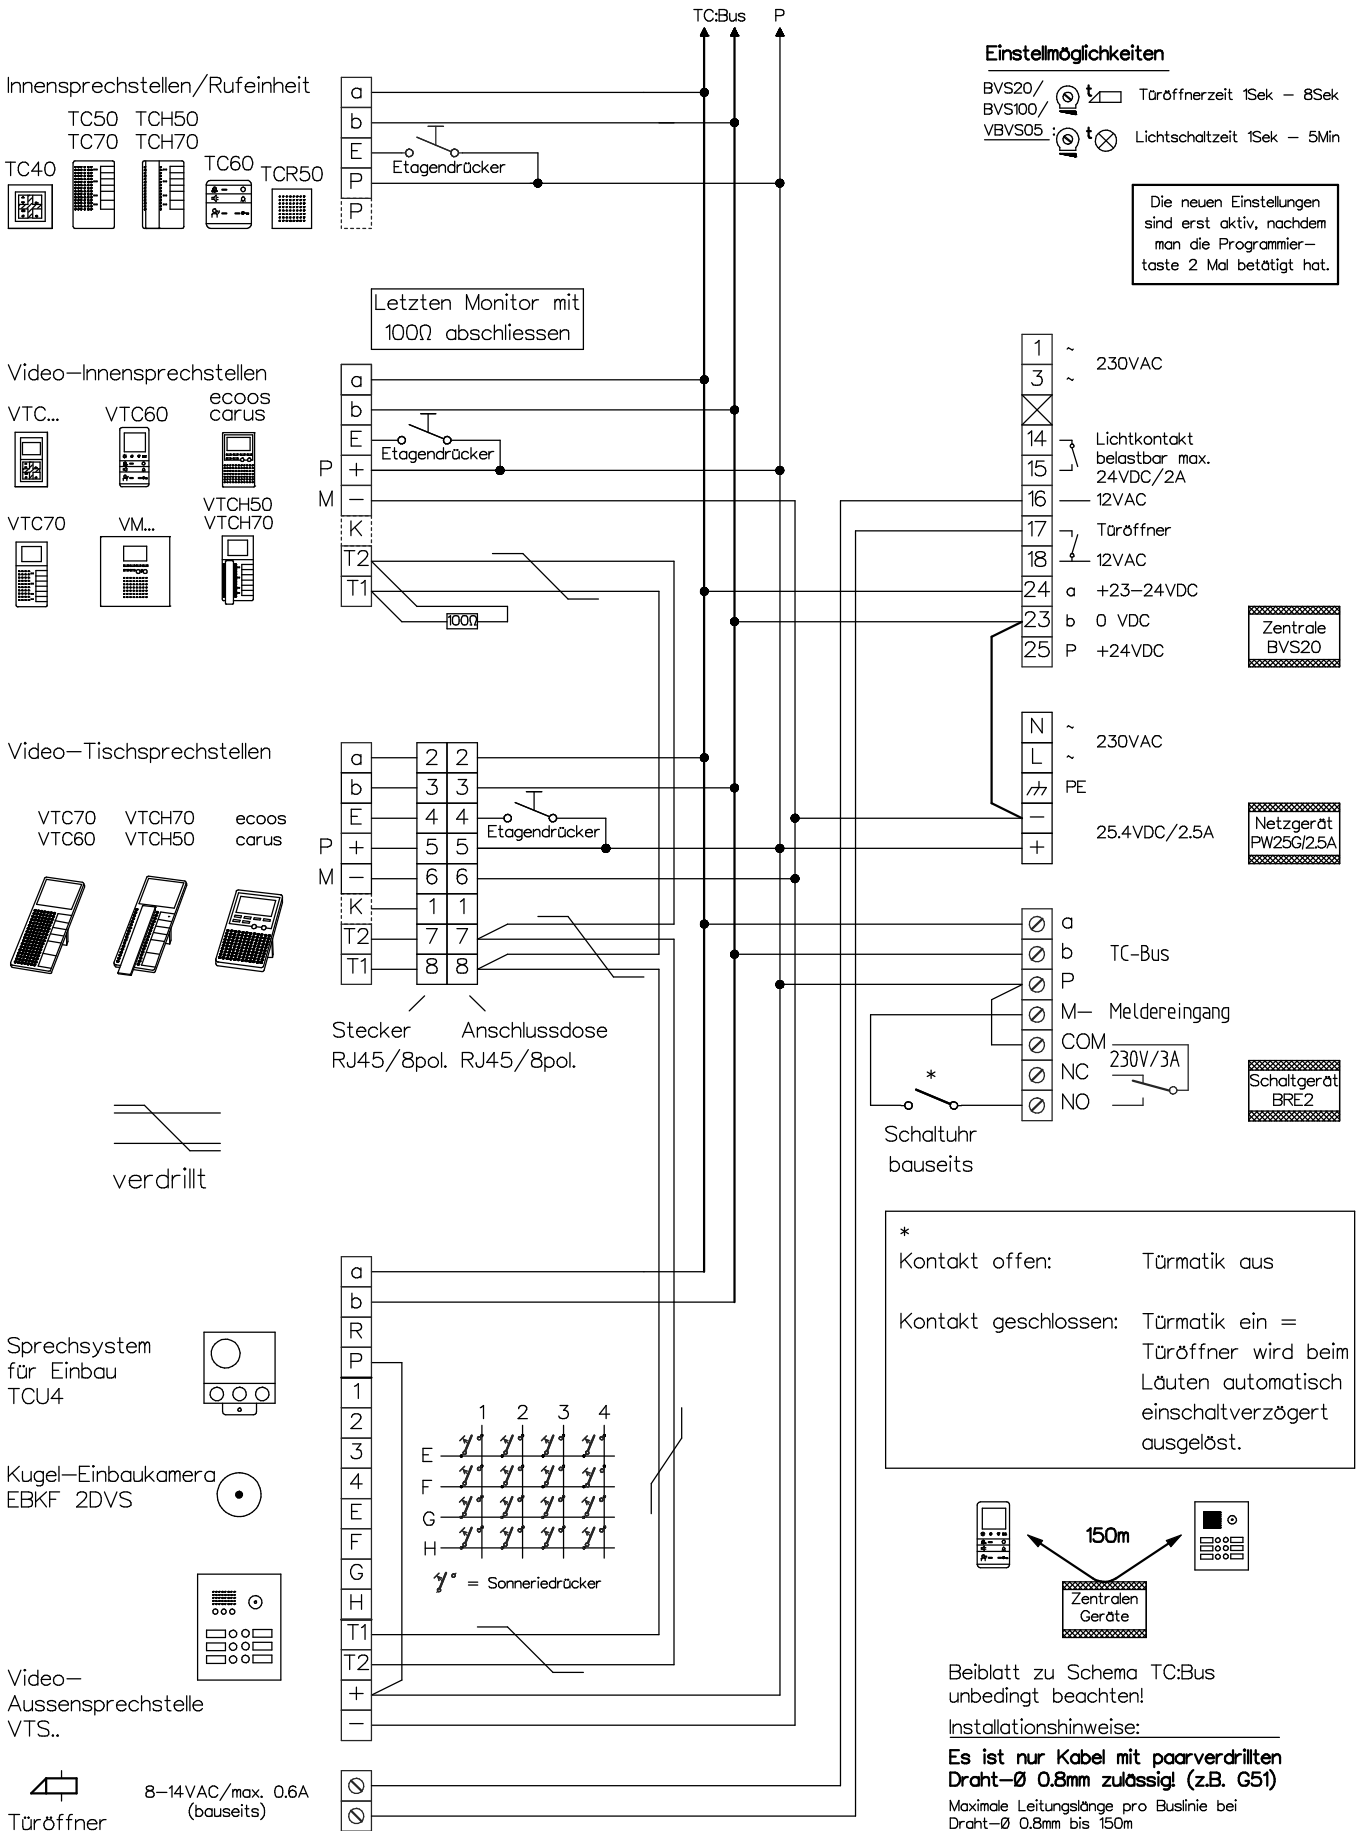 TC:Bus P
Einstellmöglichkeiten
BVS20/
BVS100/
VBVS05 :
t Türöffnerzeit 1Sek – 8Sek
t Lichtschaltzeit 1Sek – 5Min
Die neuen Einstellungen
sind erst aktiv, nachdem
man die Programmier–
taste 2 Mal betätigt hat.
Innensprechstellen/Rufeinheit
TC50 TCH50
TC70 TCH70
TC40 TC60 TCR50
a
b
E
P
P
Etagendrücker
Letzten Monitor mit
100Ω abschliessen
Video–Innensprechstellen
VTC... VTC60 ecoos
carus
VTC70 VM... VTCH50
VTCH70
a
b
E
P +
M –
K
T2
T1
Etagendrücker
100Ω
1 ~
230VAC
3 ~
14 Lichtkontakt
belastbar max.
15 24VDC/2A
16 12VAC
17 Türöffner
18 12VAC
24 a +23–24VDC
23 b 0 VDC
25 P +24VDC
Zentrale
BVS20
Video–Tischsprechstellen
VTC70 VTCH70 ecoos
VTC60 VTCH50 carus
a 2 2
b 3 3
E 4 4
P + 5 5
M – 6 6
K 1 1
T2 7 7
T1 8 8
Etagendrücker
Stecker Anschlussdose
RJ45/8pol. RJ45/8pol.
N ~
230VAC
L ~
PE
–
25.4VDC/2.5A
+
Netzgerät
PW25G/2.5A
a
b TC-Bus
P
M– Meldereingang
COM
230V/3A
NC
NO
Schaltgerät
BRE2
*
Schaltuhr
bauseits
verdrillt
*
Kontakt offen: Türmatik aus
Kontakt geschlossen: Türmatik ein =
Türöffner wird beim
Läuten automatisch
einschaltverzögert
ausgelöst.
Sprechsystem
für Einbau
TCU4
Kugel–Einbaukamera
EBKF 2DVS
Video–
Aussensprechstelle
VTS..
a
b
R
P
1
2
3
4
E
F
G
H
T1
T2
+
–
1 2 3 4
E
F
G
H
= Sonneriedrücker
Türöffner
8–14VAC/max. 0.6A
(bauseits)
150m
Zentralen
Geräte
Beiblatt zu Schema TC:Bus
unbedingt beachten!
Installationshinweise:
Es ist nur Kabel mit paarverdrillten
Draht–Ø 0.8mm zulässig! (z.B. G51)
Maximale Leitungslänge pro Buslinie bei
Draht–Ø 0.8mm bis 150m